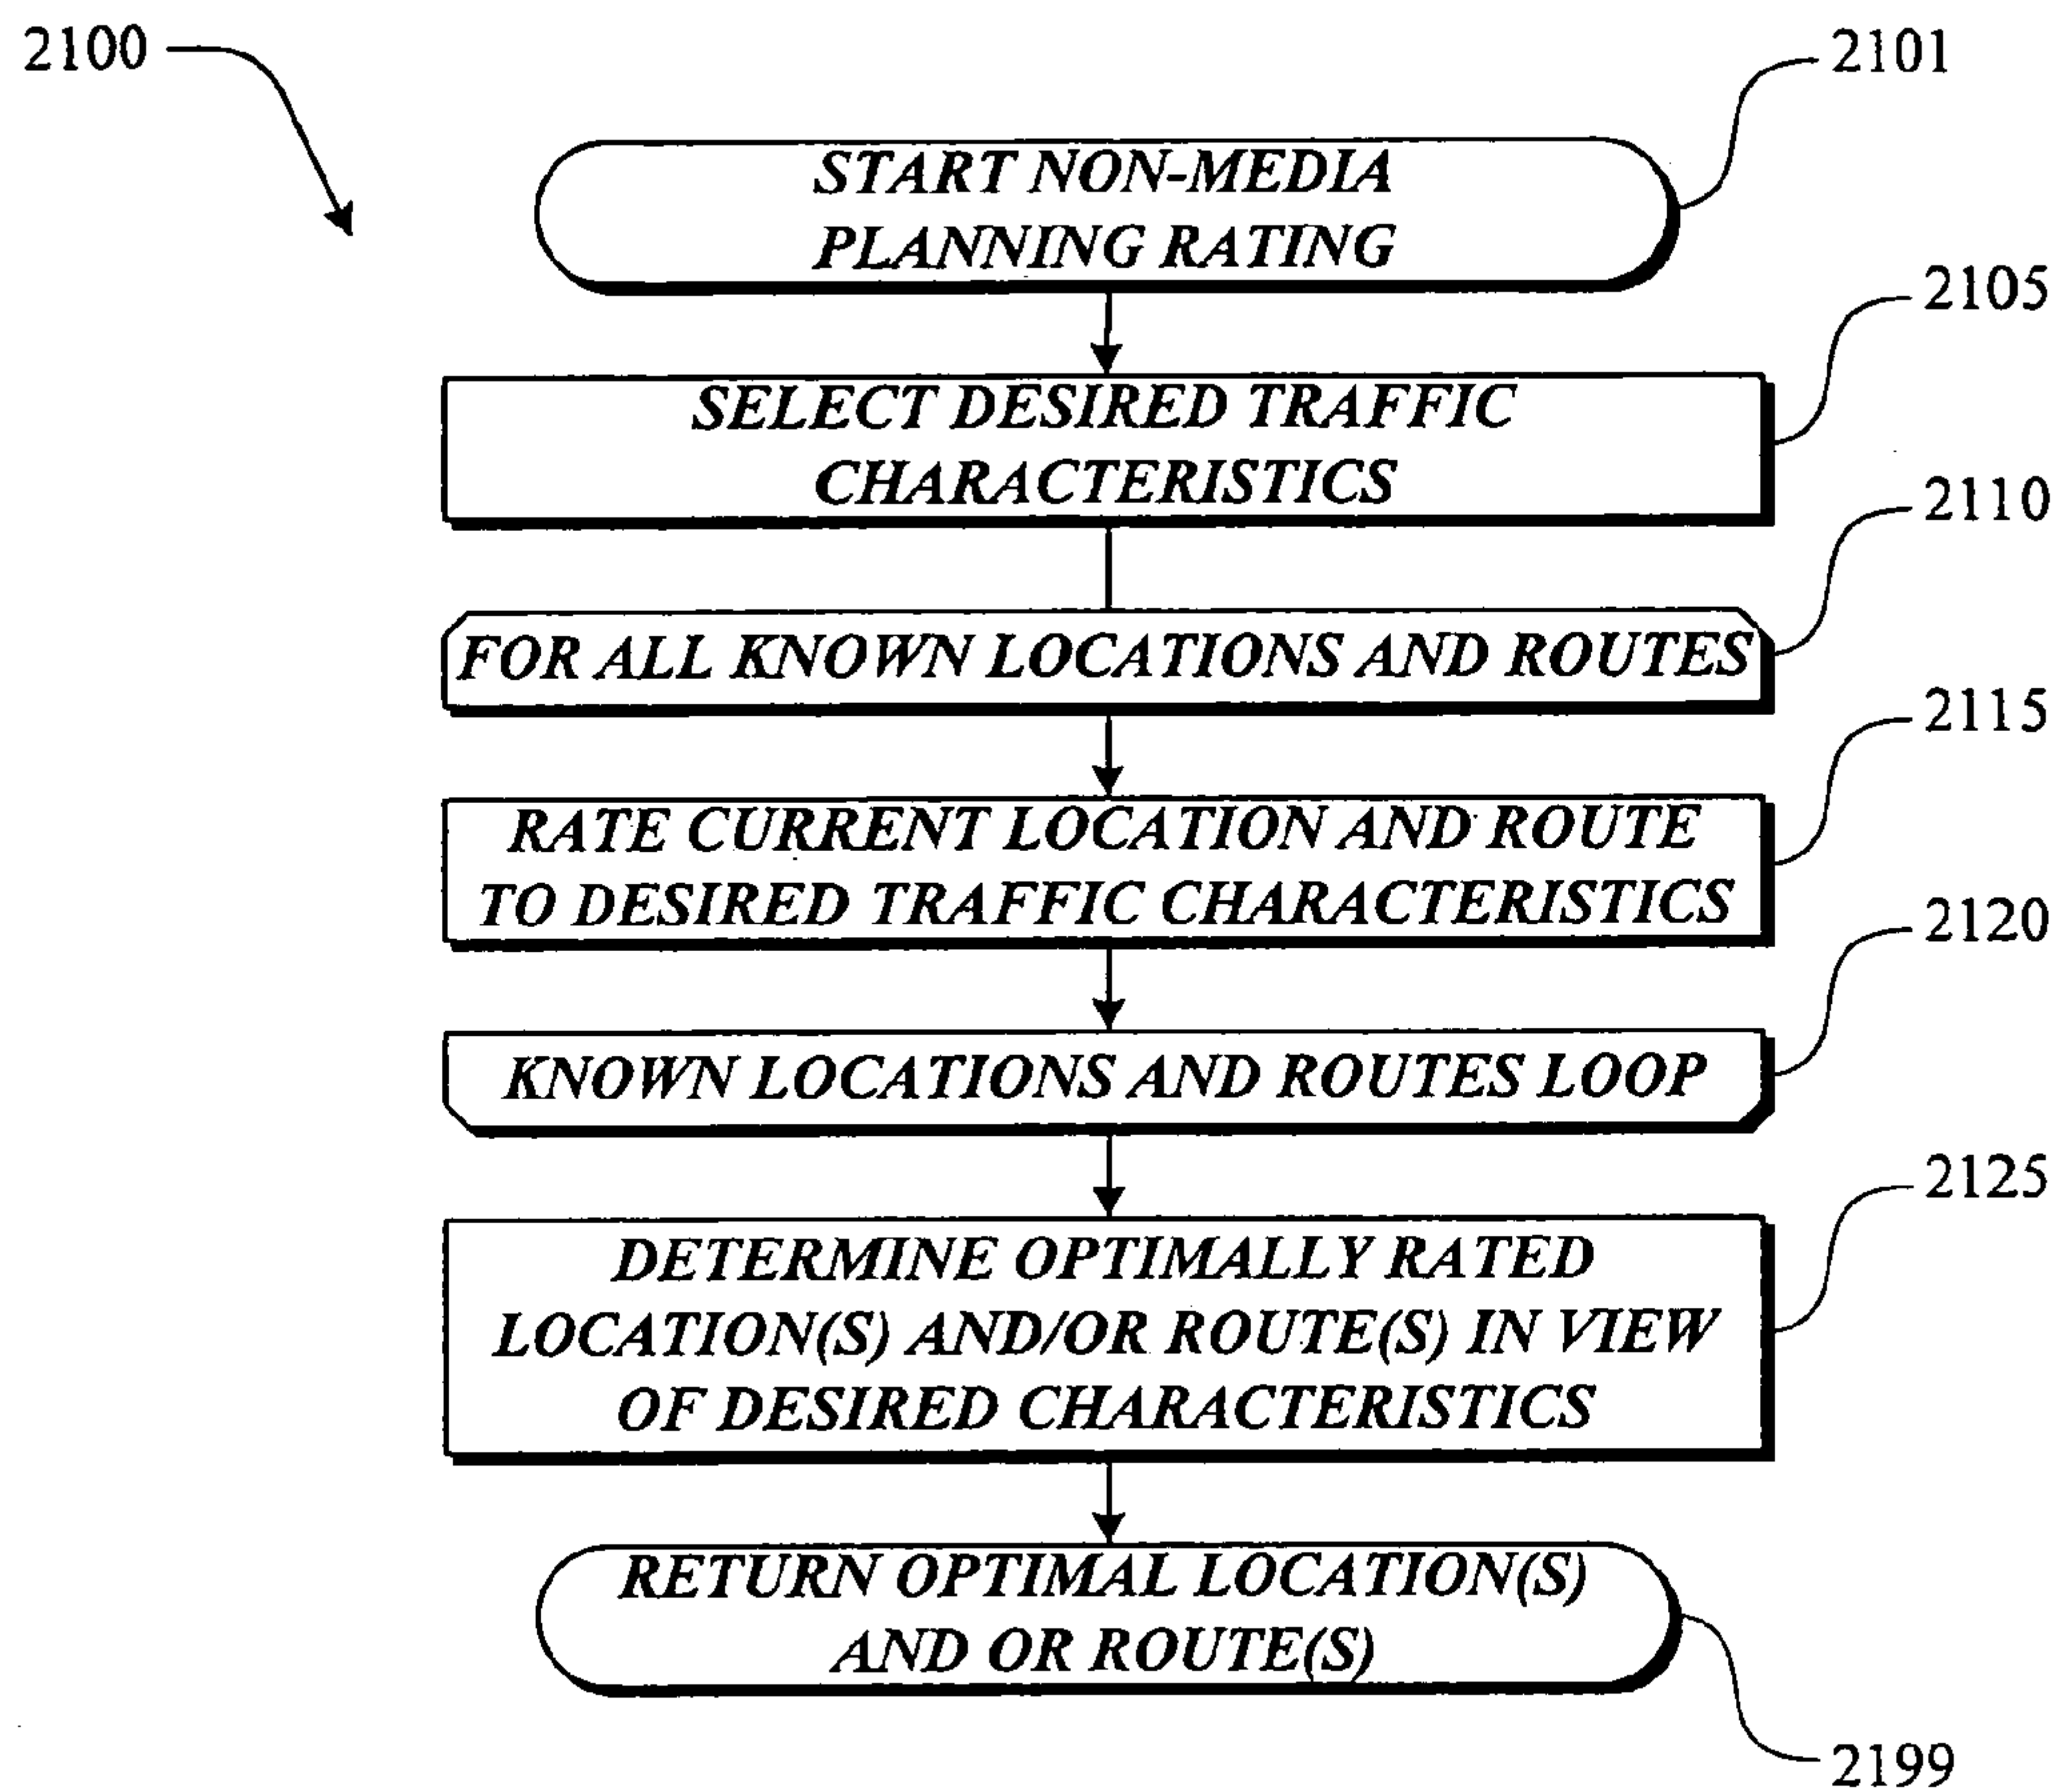 2100
2101
START NON-MEDIA
PLANNING RATING
2105
SELECT DESIRED TRAFFIC
CHARACTERISTICS
2110
FOR ALL KNOWN LOCATIONS AND ROUTES
2115
RATE CURRENT LOCATION AND ROUTE
TO DESIRED TRAFFIC CHARACTERISTICS
2120
KNOWN LOCATIONS AND ROUTES LOOP
2125
DETERMINE OPTIMALLY RATED
LOCATION(S) AND/OR ROUTE(S) IN VIEW
OF DESIRED CHARACTERISTICS
RETURN OPTIMAL LOCATION(S)
AND OR ROUTE(S)
2199